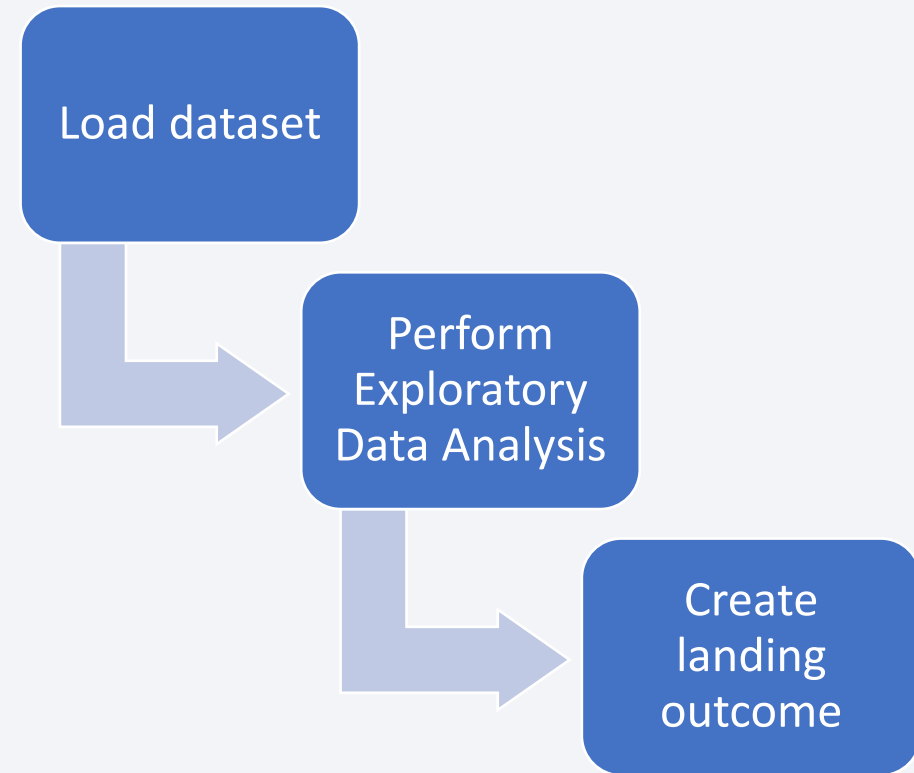 Load dataset
Perform
Exploratory
Data Analysis
Create
landing
outcome